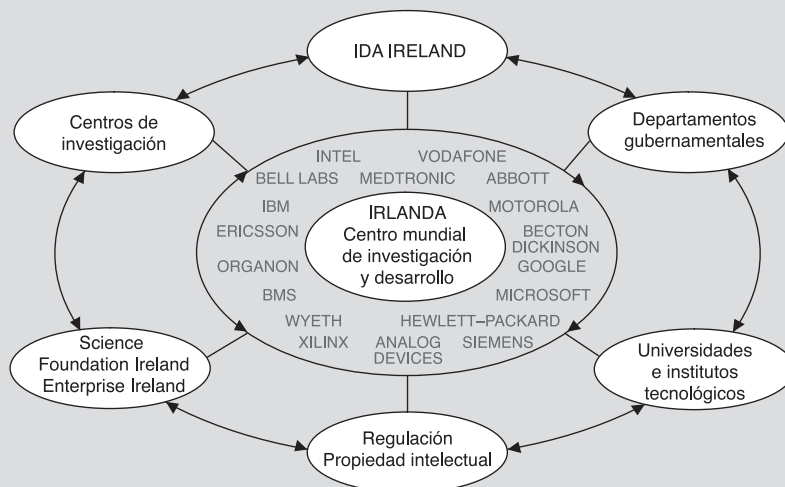 IDA IRELAND
Centros de
investigación
Departamentos
gubernamentales
INTEL VODAFONE
BELL LABS MEDTRONIC ABBOTT
IBM MOTOROLA
IRLANDA
Centro mundial
de investigación
y desarrollo
ERICSSON BECTON
DICKINSON
ORGANON GOOGLE
BMS MICROSOFT
WYETH HEWLETT–PACKARD
XILINX ANALOG
DEVICES SIEMENS
Science
Foundation Ireland
Enterprise Ireland
Universidades
e institutos
tecnológicos
Regulación
Propiedad intelectual